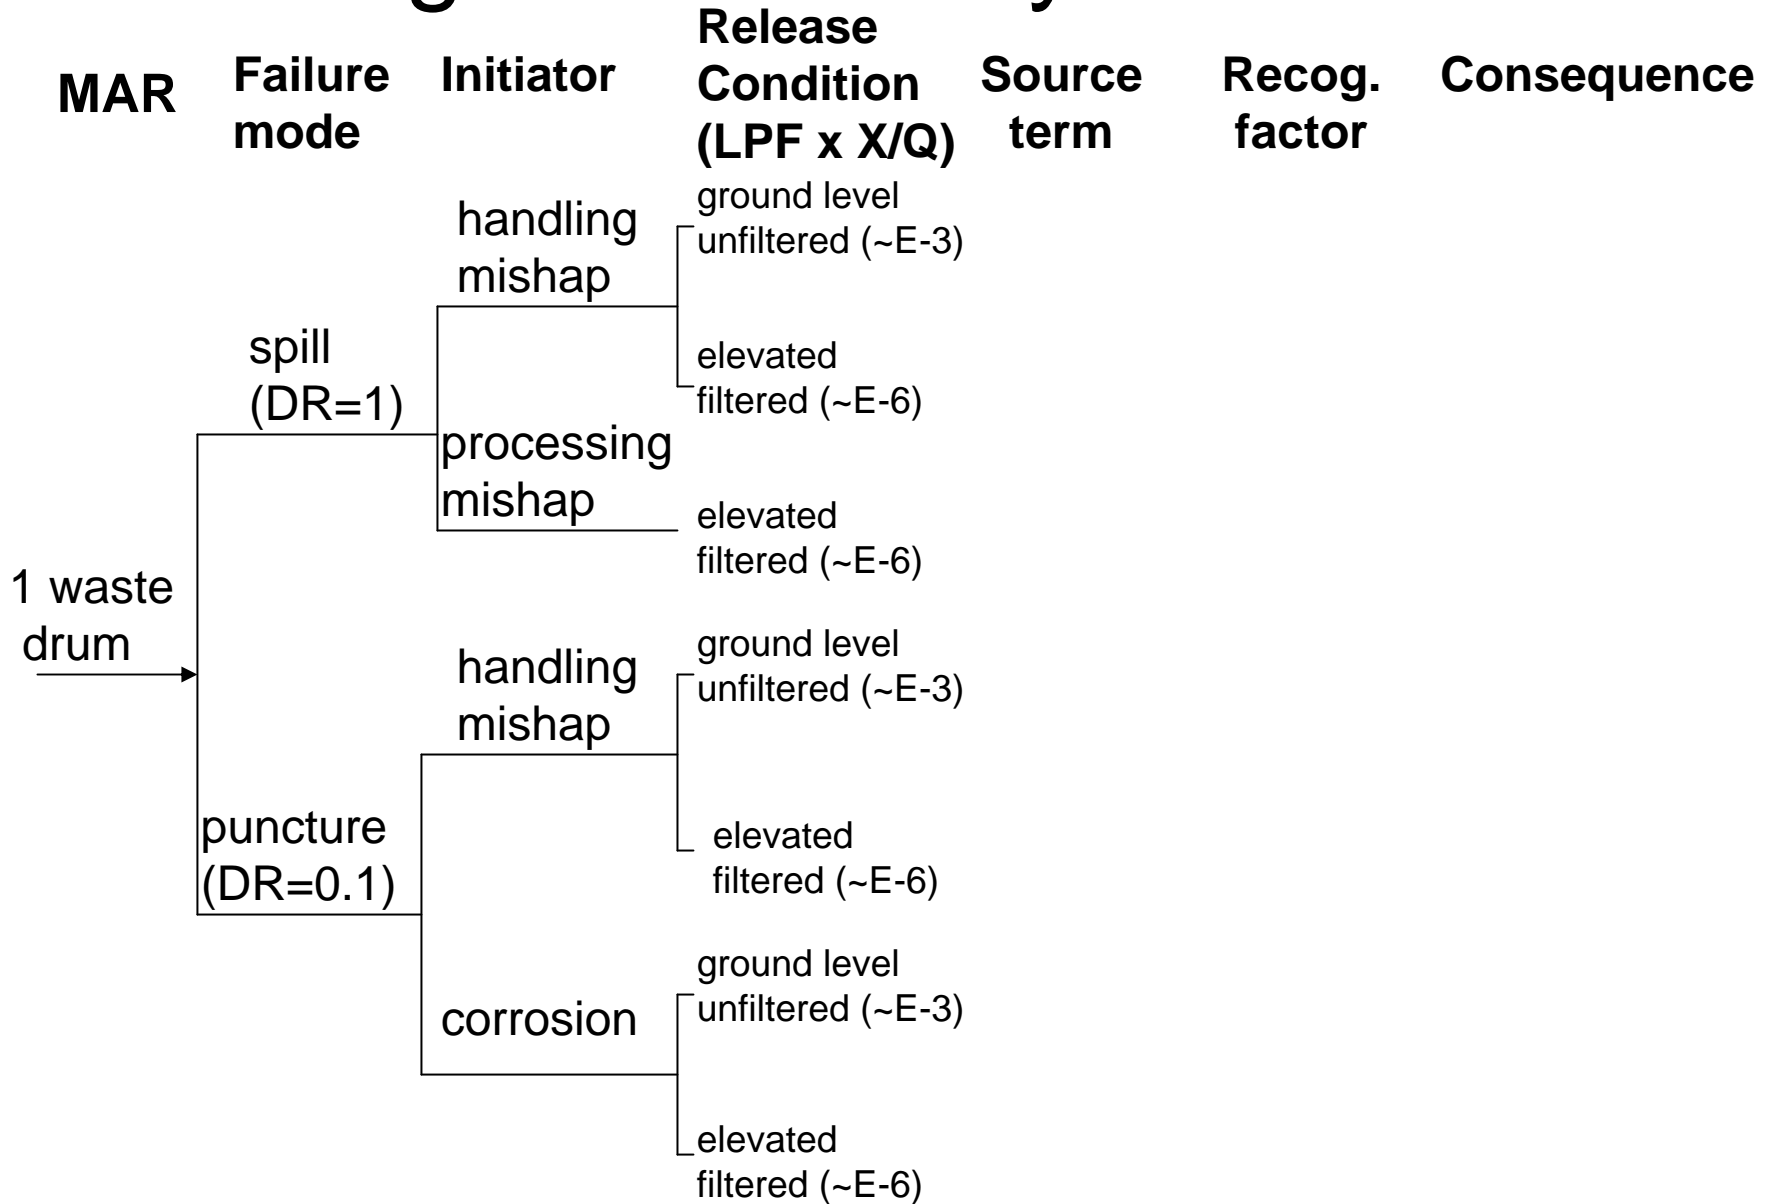 MAR
Failure
mode
Initiator
Release
Condition
(LPF x X/Q)
Source
term
Recog.
factor
Consequence
1 waste
drum
spill
(DR=1)
handling
mishap
ground level
unfiltered (~E-3)
elevated
filtered (~E-6)
processing
mishap
elevated
filtered (~E-6)
puncture
(DR=0.1)
handling
mishap
ground level
unfiltered (~E-3)
elevated
filtered (~E-6)
corrosion
ground level
unfiltered (~E-3)
elevated
filtered (~E-6)